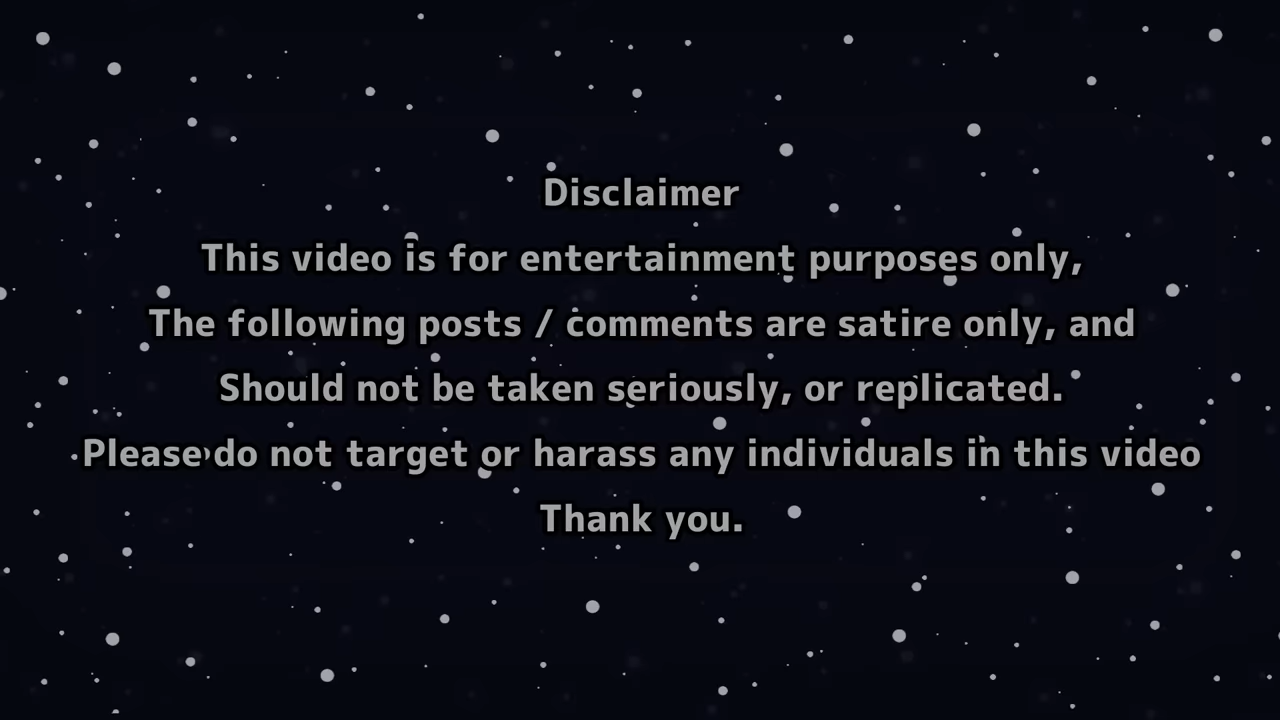 Disclaimer
This video is for entertainment purposes only,
The following posts / comments are satire only, and
Should not be taken seriously, or replicated.
Please do not target or harass any individuals in this video
Thank you.